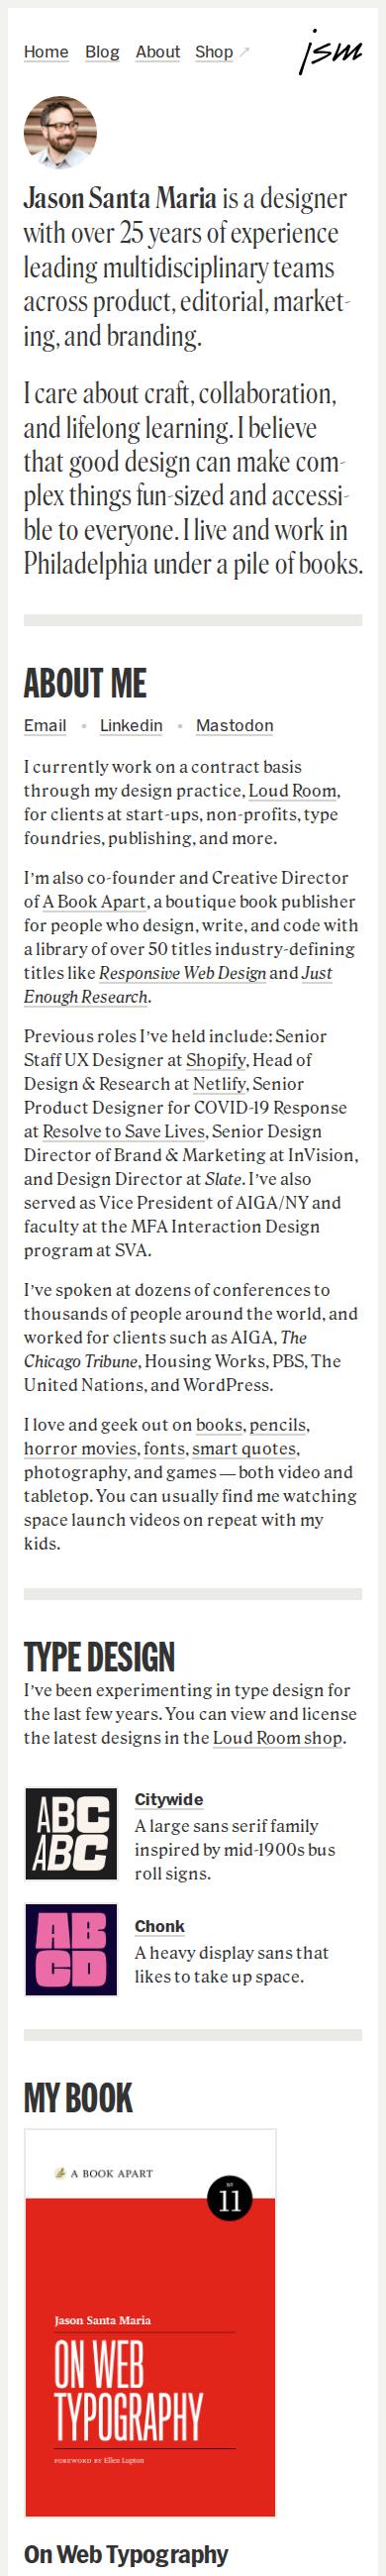 Home Blog About Shop ↗ jsm
Jason Santa Maria is a designer
with over 25 years of experience
leading multidisciplinary teams
across product, editorial, market-
ing, and branding.
I care about craft, collaboration,
and lifelong learning. I believe
that good design can make com-
plex things fun-sized and accessi-
ble to everyone. I live and work in
Philadelphia under a pile of books.
ABOUT ME
Email • Linkedin • Mastodon
I currently work on a contract basis
through my design practice, Loud Room,
for clients at start-ups, non-profits, type
foundries, publishing, and more.
I’m also co-founder and Creative Director
of A Book Apart, a boutique book publisher
for people who design, write, and code with
a library of over 50 titles industry-defining
titles like Responsive Web Design and Just
Enough Research.
Previous roles I’ve held include: Senior
Staff UX Designer at Shopify, Head of
Design & Research at Netlify, Senior
Product Designer for COVID-19 Response
at Resolve to Save Lives, Senior Design
Director of Brand & Marketing at InVision,
and Design Director at Slate. I’ve also
served as Vice President of AIGA/NY and
faculty at the MFA Interaction Design
program at SVA.
I’ve spoken at dozens of conferences to
thousands of people around the world, and
worked for clients such as AIGA, The
Chicago Tribune, Housing Works, PBS, The
United Nations, and WordPress.
I love and geek out on books, pencils,
horror movies, fonts, smart quotes,
photography, and games — both video and
tabletop. You can usually find me watching
space launch videos on repeat with my
kids.
TYPE DESIGN
I’ve been experimenting in type design for
the last few years. You can view and license
the latest designs in the Loud Room shop.
ABC
ABC
Citywide
A large sans serif family
inspired by mid-1900s bus
roll signs.
AB
CD
Chonk
A heavy display sans that
likes to take up space.
MY BOOK
A BOOK APART
Nº
11
Jason Santa Maria
ON WEB
TYPOGRAPHY
FOREWORD BY Ellen Lupton
On Web Typography